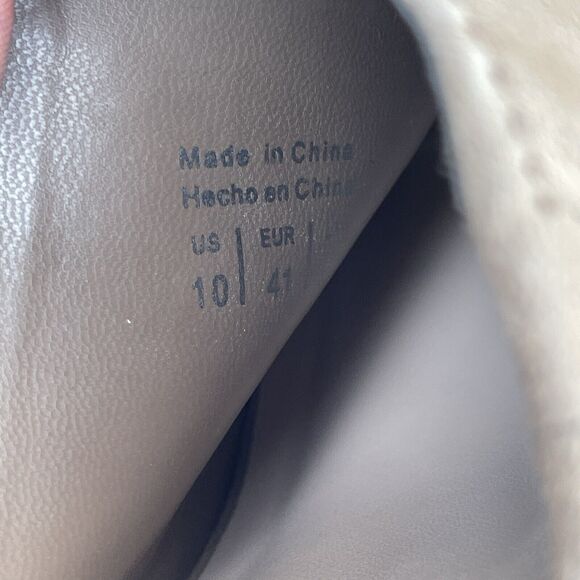 Made in China
Hecho en China
US | EUR |
10 | 41